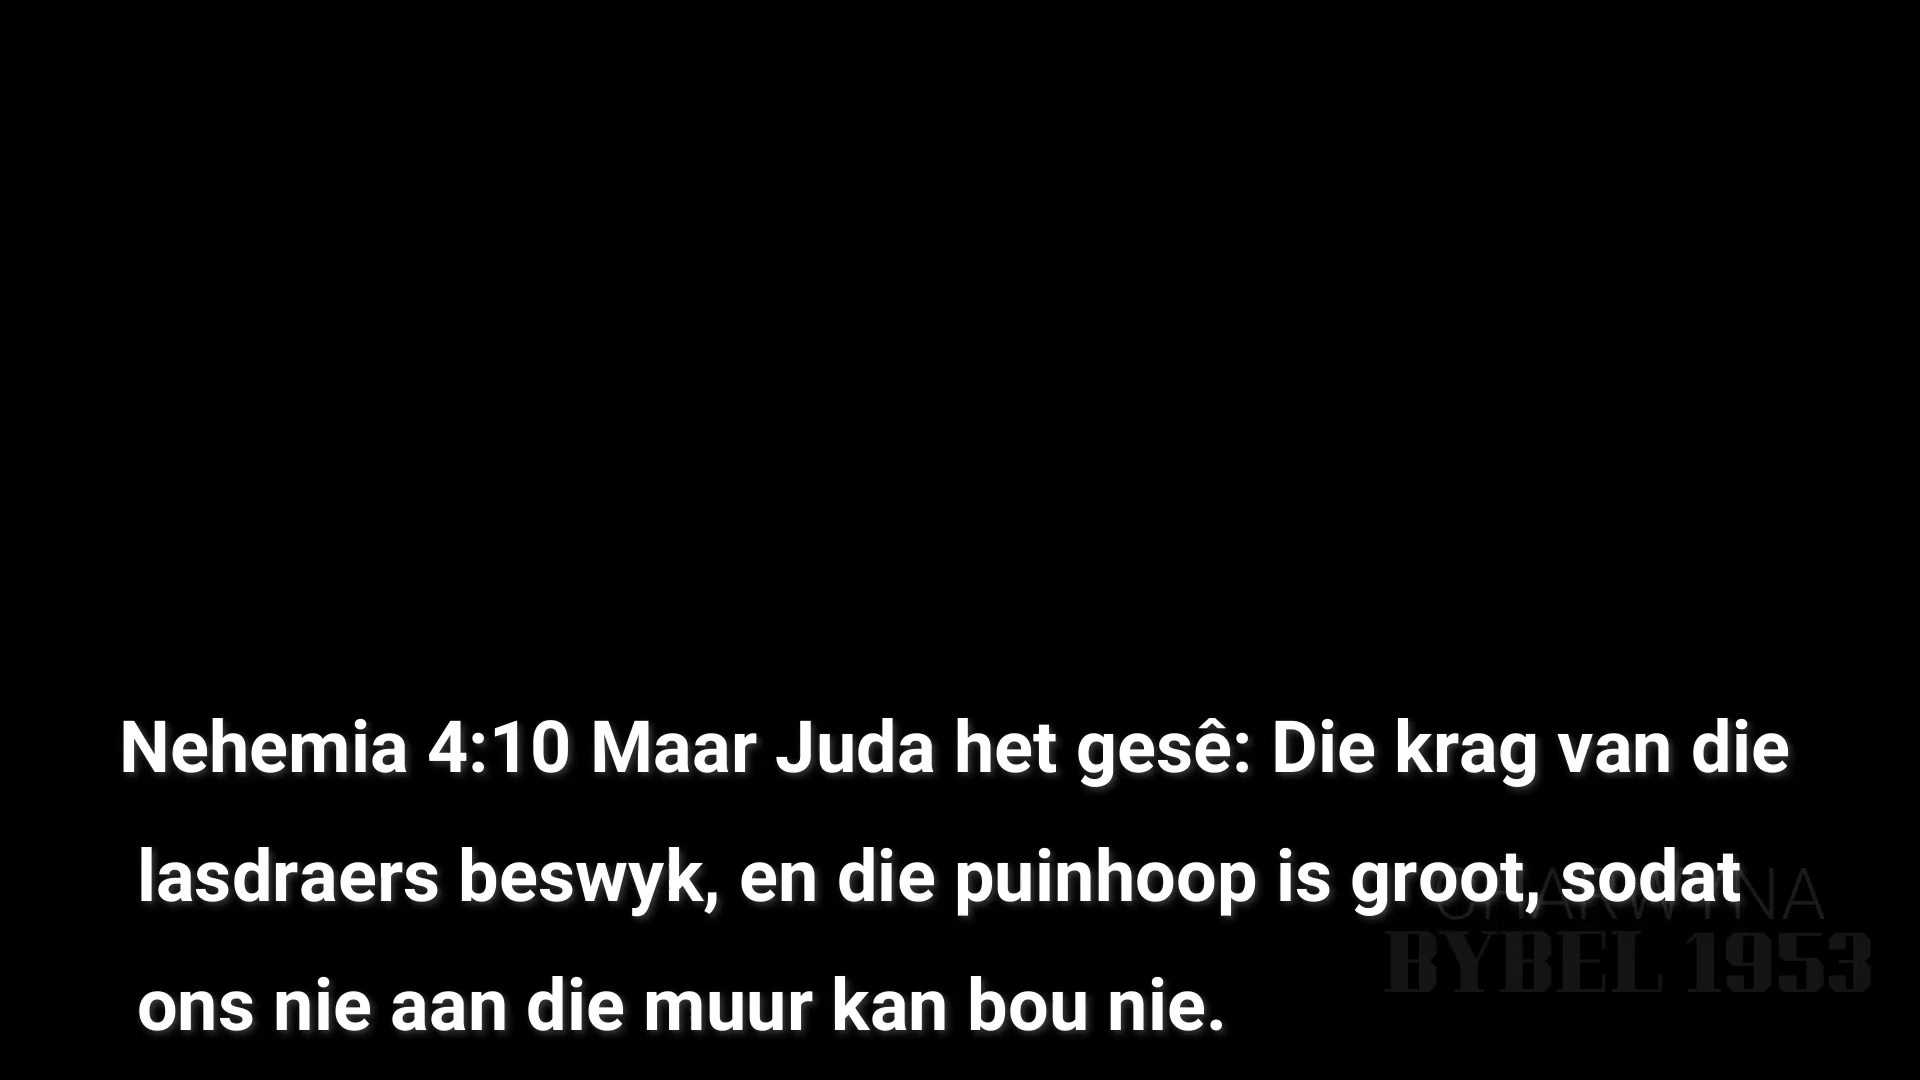 Nehemia 4:10 Maar Juda het gesê: Die krag van die
lasdraers beswyk, en die puinhoop is groot, sodat
ons nie aan die muur kan bou nie.
BYBEL 1953